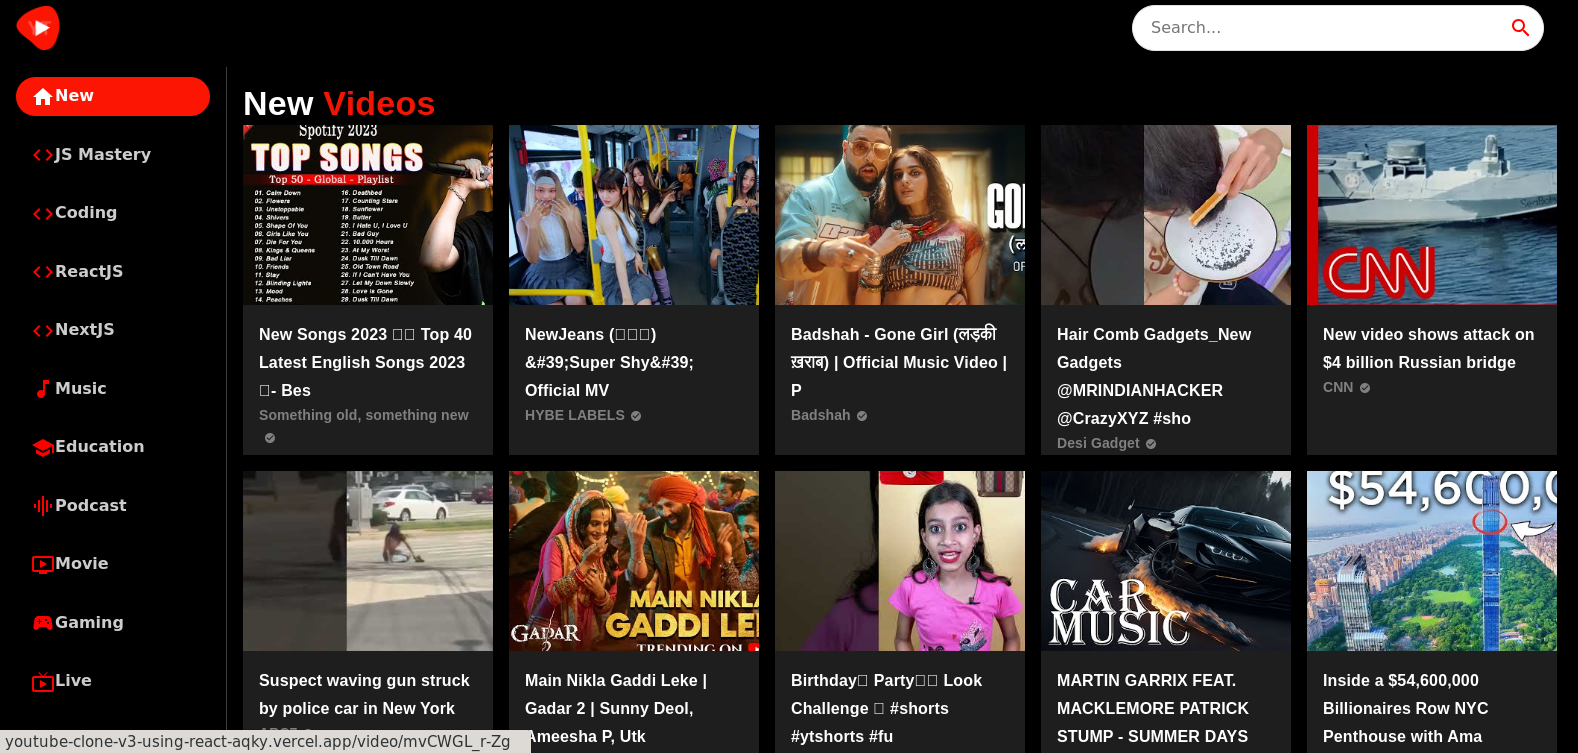 Search...
New
JS Mastery
Coding
ReactJS
NextJS
Music
Education
Podcast
Movie
Gaming
Live
New Videos
Spotify 2023
TOP SONGS
Top 50 - Global - Playlist
01. Calm Down
02. Flowers
03. Unstoppable
04. Shivers
05. Shape Of You
06. Girls Like You
07. Die For You
08. Kings & Queens
09. Bad Liar
10. Friends
11. Stay
12. Blinding Lights
13. Mood
14. Peaches
16. Deathbed
17. Counting Stars
18. Sunflower
19. Butter
20. I Hate U, I Love U
21. Bad Guy
22. 10.000 Hours
23. At My Worst
24. Dusk Till Dawn
25. Old Town Road
26. If I Can't Have You
27. Let My Down Slowly
28. Love is Gone
29. Dusk Till Dawn
New Songs 2023 Top 40
Latest English Songs 2023
- Bes
Something old, something new
NewJeans ()
&#39;Super Shy&#39;
Official MV
HYBE LABELS
GO
OF
Badshah - Gone Girl (लड़की
ख़राब) | Official Music Video |
P
Badshah
Hair Comb Gadgets_New
Gadgets
@MRINDIANHACKER
@CrazyXYZ #sho
Desi Gadget
CNN
New video shows attack on
$4 billion Russian bridge
CNN
Suspect waving gun struck
by police car in New York
MAIN NIKLA
GADDI LE
GADAR
2
TRENDING ON
Main Nikla Gaddi Leke |
Gadar 2 | Sunny Deol,
Ameesha P, Utk
Birthday Party Look
Challenge #shorts
#ytshorts #fu
CAR
MUSIC
MARTIN GARRIX FEAT.
MACKLEMORE PATRICK
STUMP - SUMMER DAYS
$54,600,0
Inside a $54,600,000
Billionaires Row NYC
Penthouse with Ama
youtube-clone-v3-using-react-aqky.vercel.app/video/mvCWGL_r-Zg